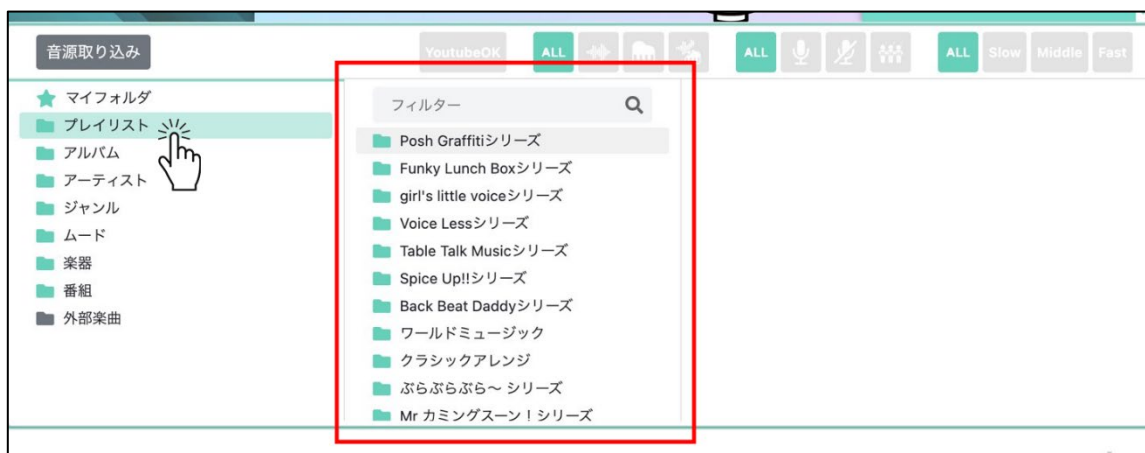 音源取り込み
YoutubeOK
ALL
ALL
ALL
Slow
Middle
Fast
マイフォルダ
プレイリスト
アルバム
アーティスト
ジャンル
ムード
楽器
番組
外部楽曲
フィルター
Posh Graffitiシリーズ
Funky Lunch Boxシリーズ
girl's little voiceシリーズ
Voice Lessシリーズ
Table Talk Musicシリーズ
Spice Up!!シリーズ
Back Beat Daddyシリーズ
ワールドミュージック
クラシックアレンジ
ぶらぶらぶら〜 シリーズ
Mr カミングスーン！シリーズ